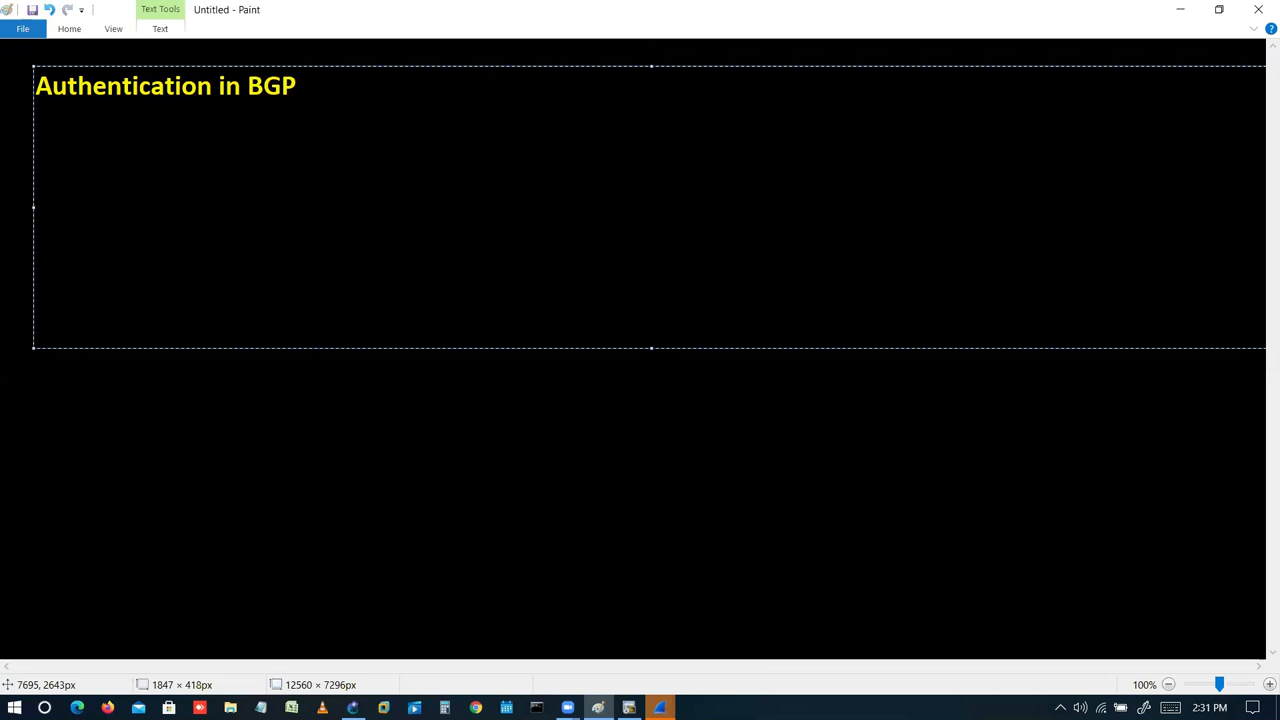 Text Tools
Untitled - Paint
File
Home
View
Text
Authentication in BGP
7695, 2643px
1847 × 418px
12560 × 7296px
100%
2:31 PM